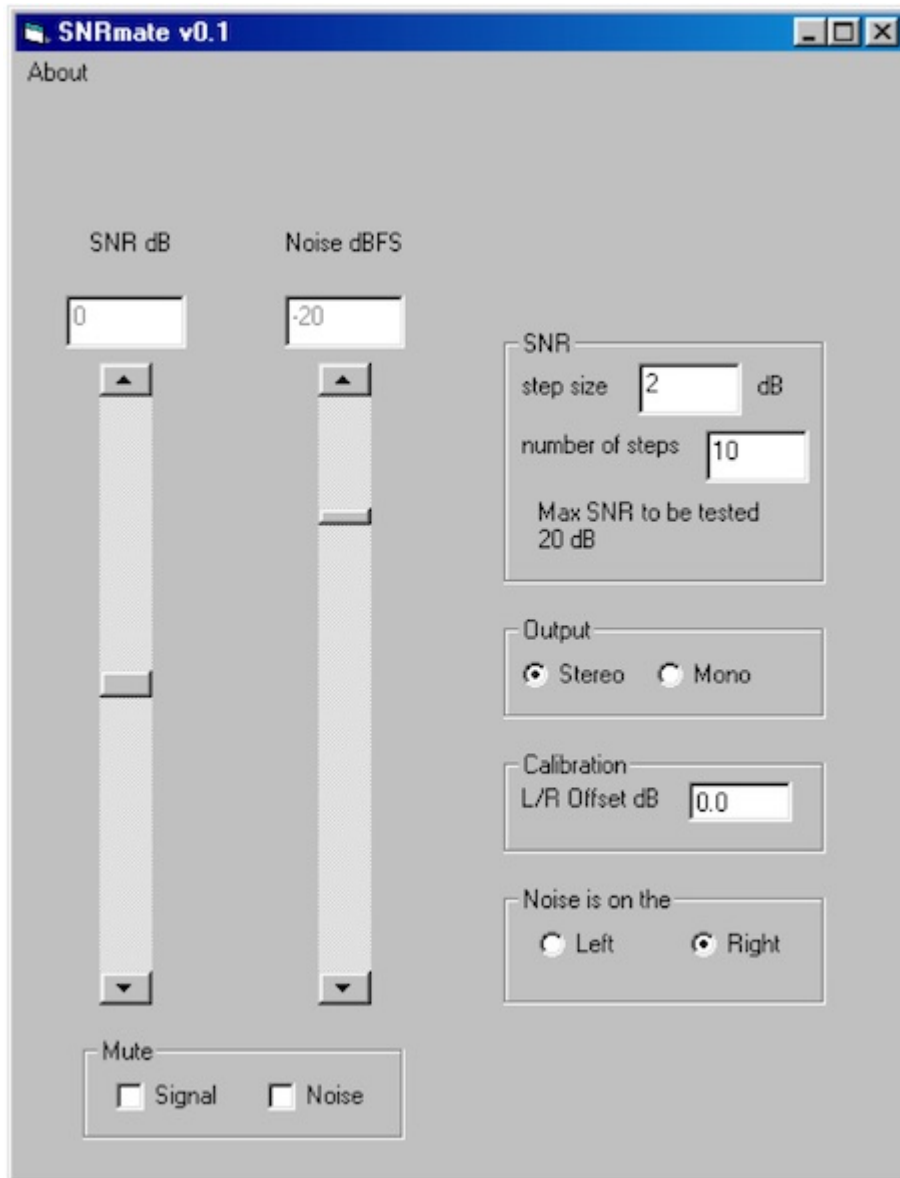 SNRmate v0.1
About
SNR dB
Noise dBFS
0
-20
SNR
step size 2 dB
number of steps 10
Max SNR to be tested
20 dB
Output
Stereo Mono
Calibration
L/R Offset dB 0.0
Noise is on the
Left Right
Mute
Signal Noise